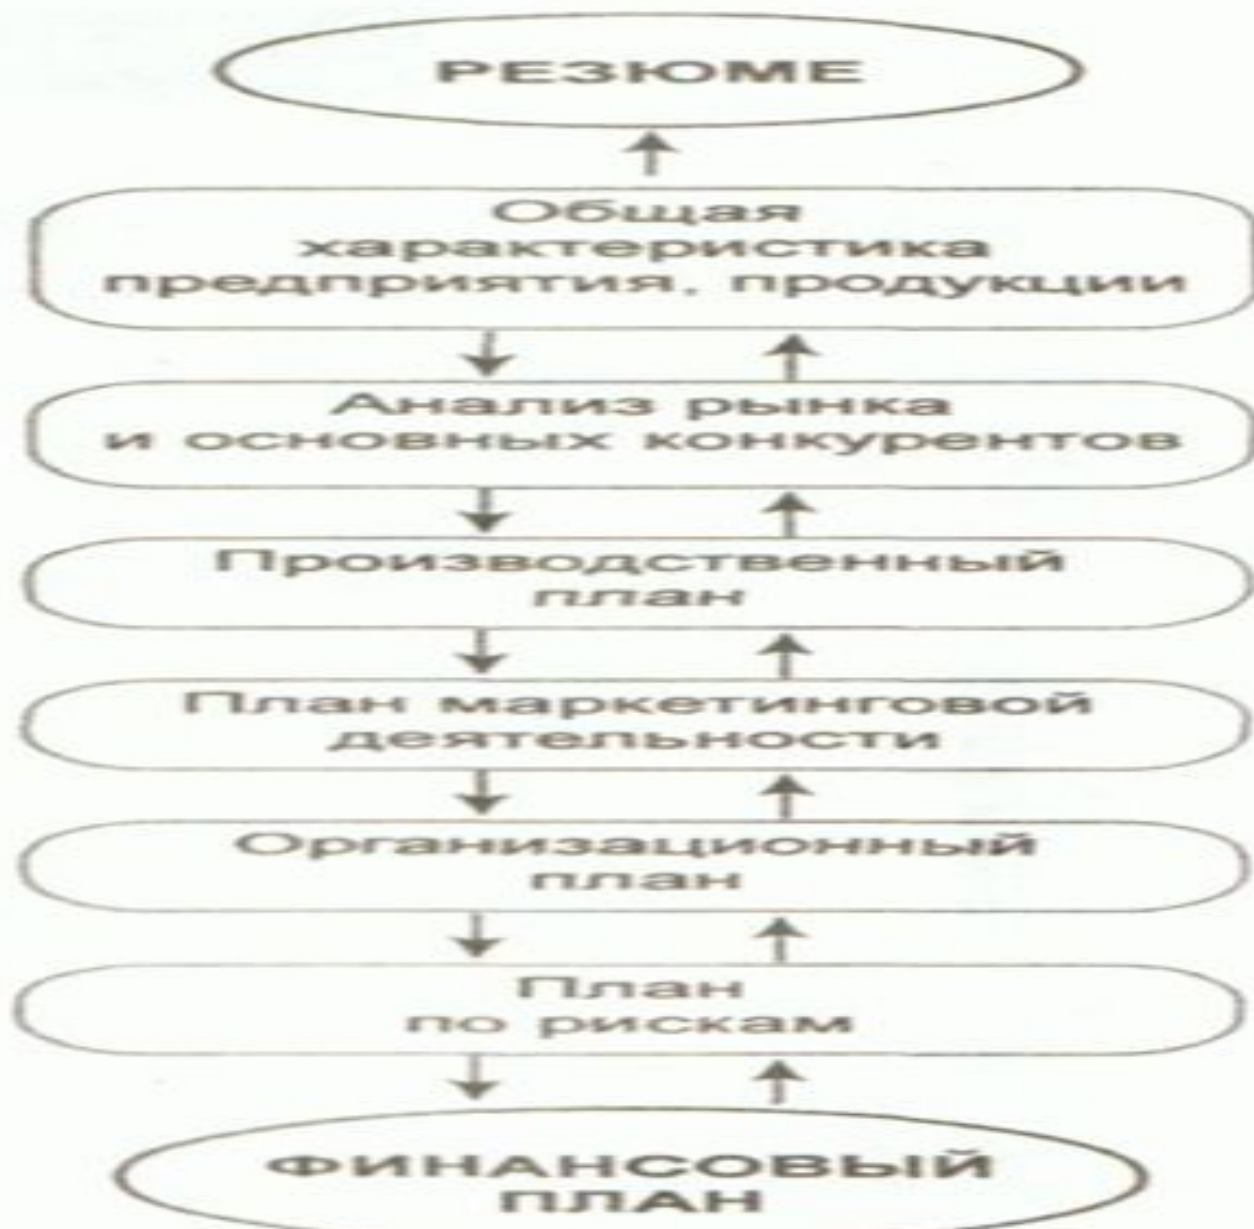 РЕЗЮМЕ
Общая
характеристика
предприятия, продукции
Анализ рынка
и основных конкурентов
Производственный
план
План маркетинговой
деятельности
Организационный
план
План
по рискам
ФИНАНСОВЫЙ
ПЛАН